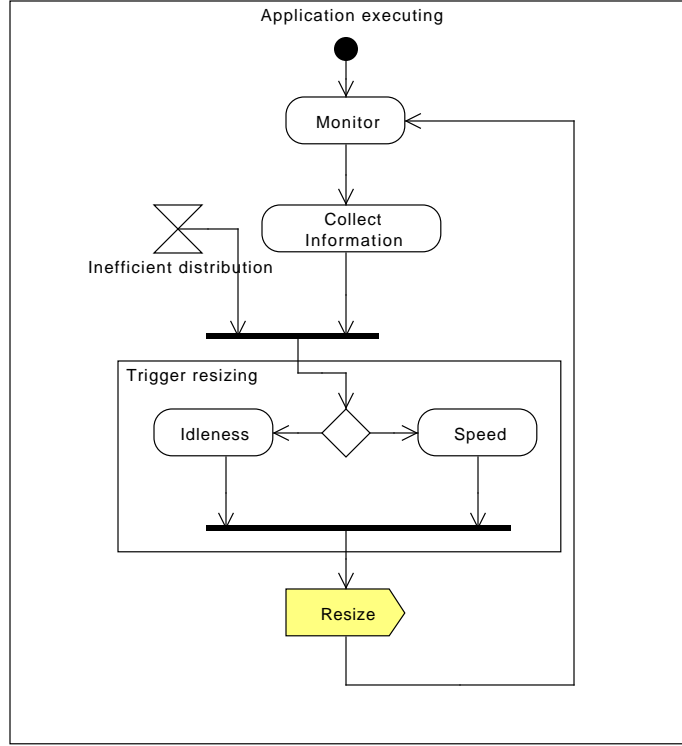 Application executing
Monitor
Collect
Information
Inefficient distribution
Trigger resizing
Idleness
Speed
Resize